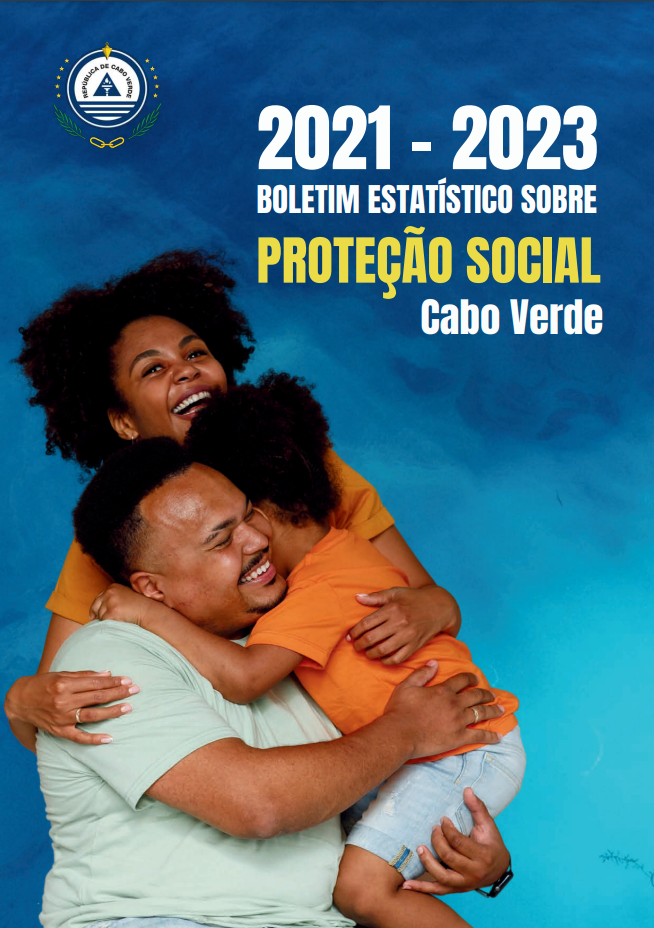 REPÚBLICA DE CABO VERDE
2021 - 2023
BOLETIM ESTATÍSTICO SOBRE
PROTEÇÃO SOCIAL
Cabo Verde